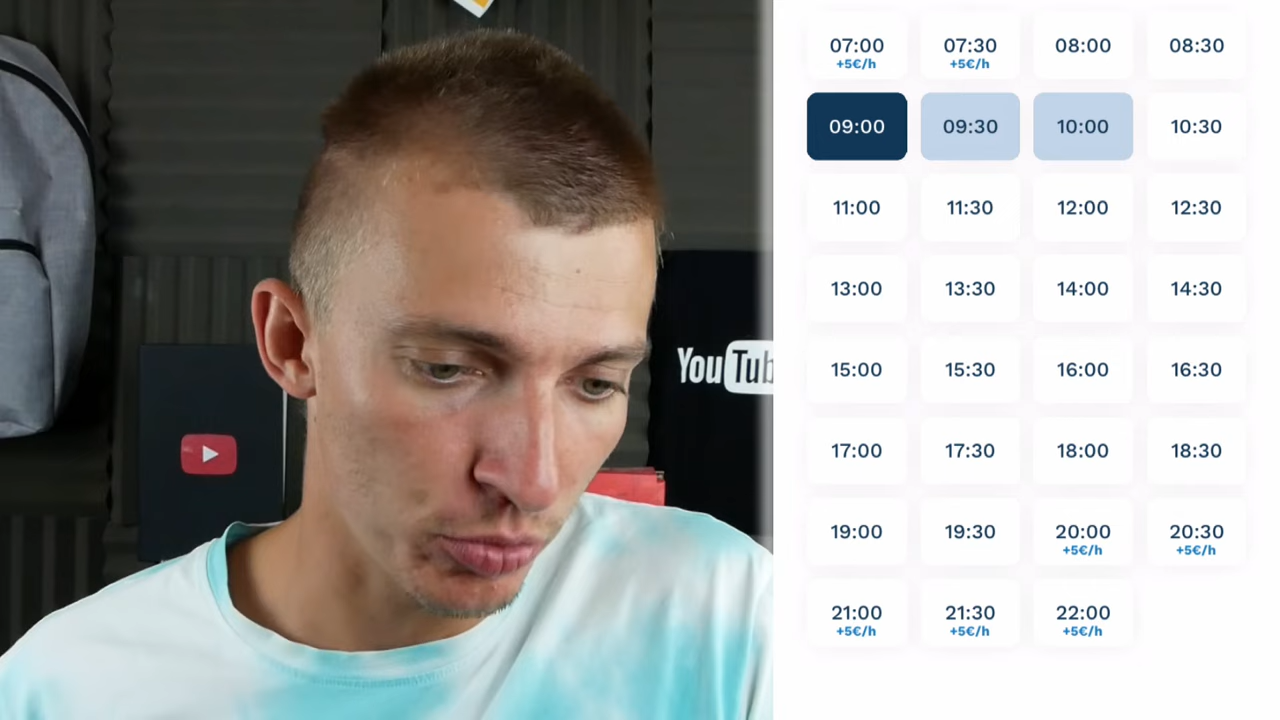 07:00 07:30 08:00 08:30
+5€/h +5€/h
09:00 09:30 10:00 10:30
11:00 11:30 12:00 12:30
13:00 13:30 14:00 14:30
15:00 15:30 16:00 16:30
17:00 17:30 18:00 18:30
19:00 19:30 20:00 20:30
+5€/h +5€/h
21:00 21:30 22:00
+5€/h +5€/h +5€/h
YouTub